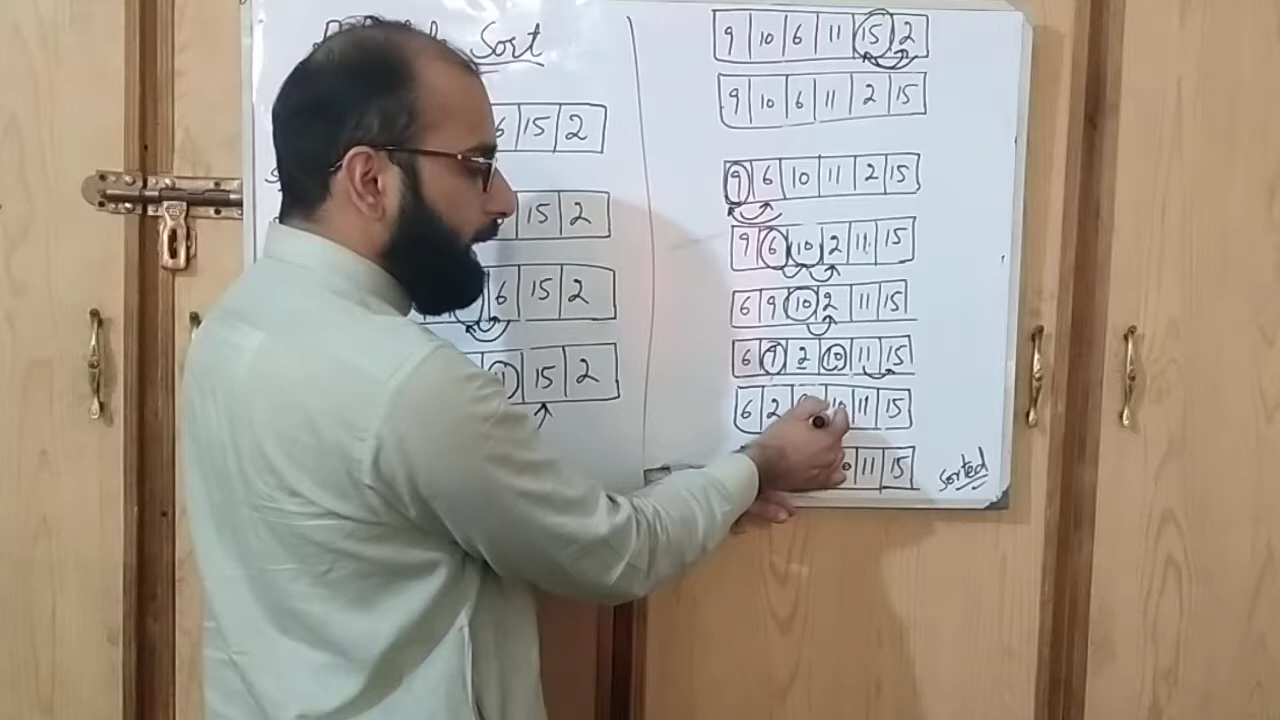 Sort
6 15 2
15 2
6 15 2
11 15 2
9 10 6 11 15 2
9 10 6 11 2 15
9 6 10 11 2 15
9 6 10 2 11 15
6 9 10 2 11 15
6 9 2 10 11 15
6 2 10 11 15
11 15
Sorted